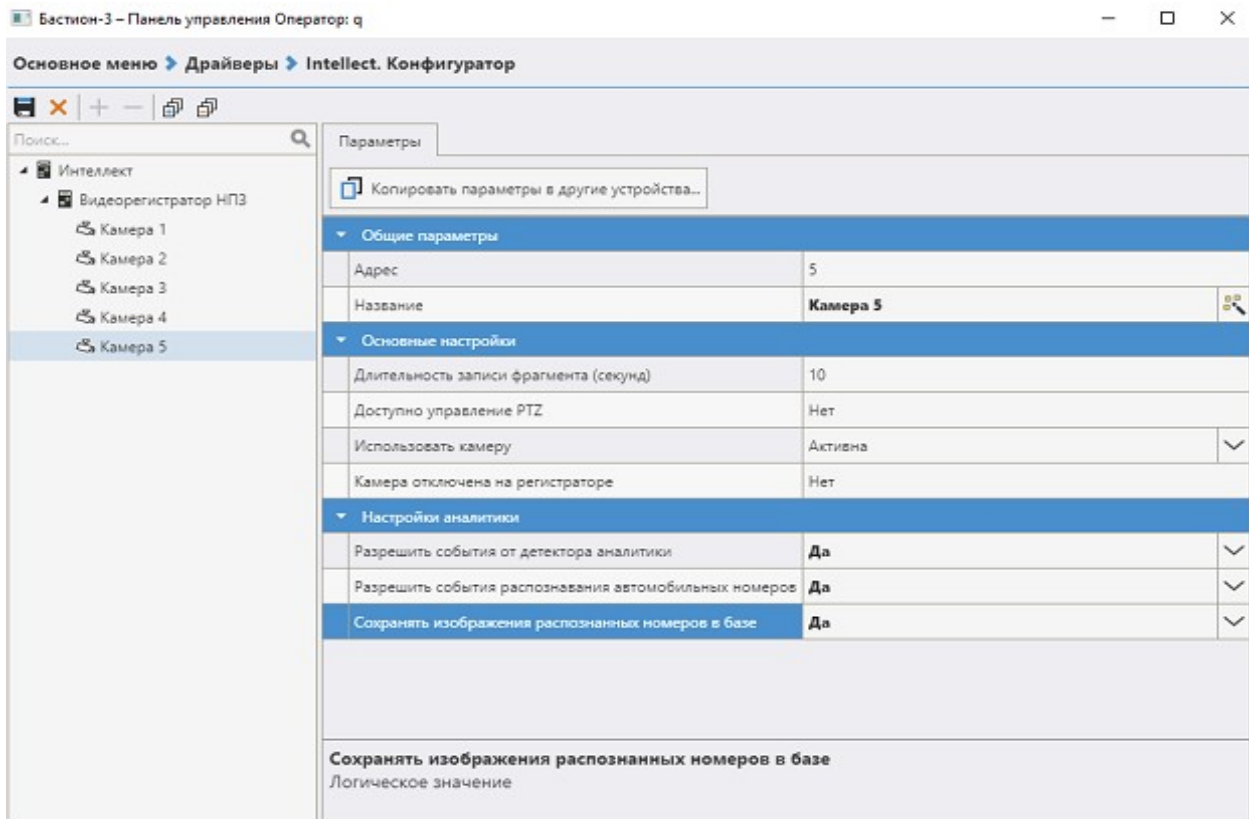 Бастион-3 – Панель управления Оператор: q
Основное меню Драйверы Intellect. Конфигуратор
Поиск...
Интеллект
Видеорегистратор НПЗ
Камера 1
Камера 2
Камера 3
Камера 4
Камера 5
Параметры
Копировать параметры в другие устройства...
Общие параметры
Адрес 5
Название Камера 5
Основные настройки
Длительность записи фрагмента (секунд) 10
Доступно управление PTZ Нет
Использовать камеру Активна
Камера отключена на регистраторе Нет
Настройки аналитики
Разрешить события от детектора аналитики Да
Разрешить события распознавания автомобильных номеров Да
Сохранять изображения распознанных номеров в базе Да
Сохранять изображения распознанных номеров в базе
Логическое значение